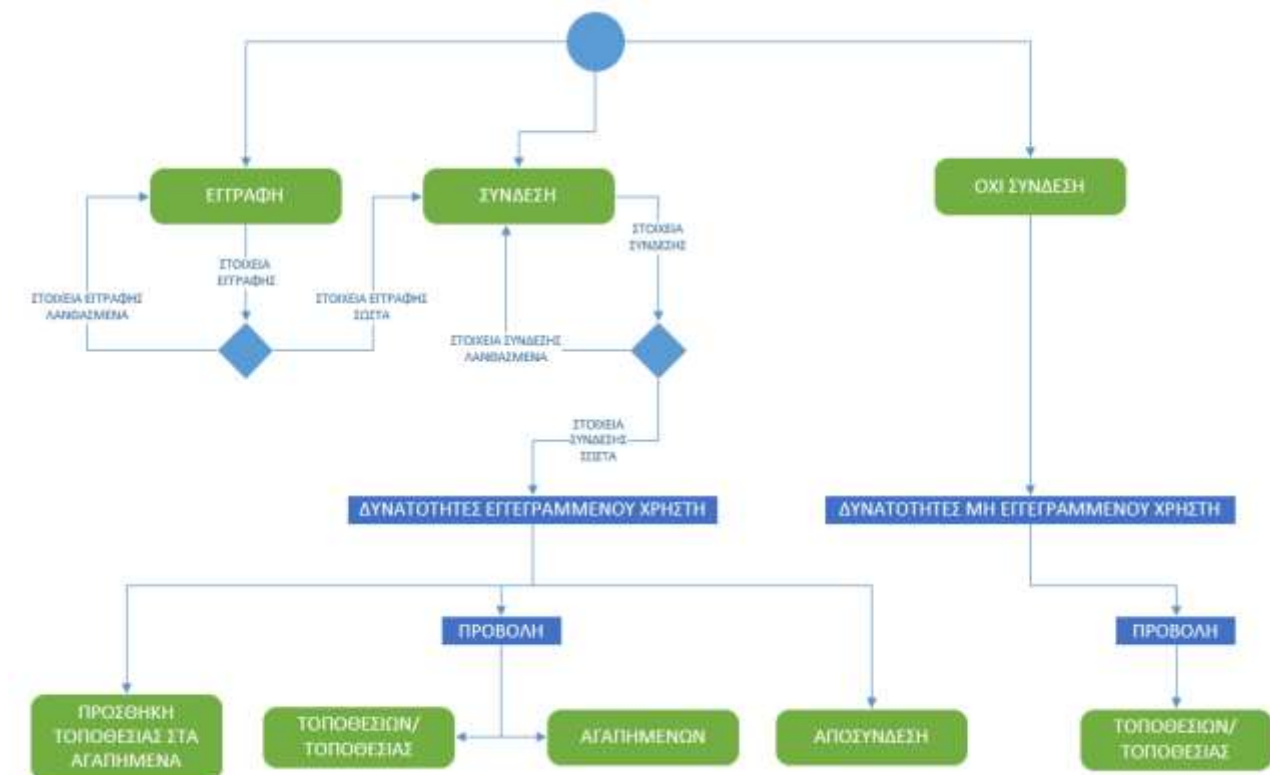 ΕΓΓΡΑΦΗ
ΣΥΝΔΕΣΗ
ΟΧΙ ΣΥΝΔΕΣΗ
ΣΤΟΙΧΕΙΑ
ΣΥΝΔΕΣΗΣ
ΣΤΟΙΧΕΙΑ
ΕΓΓΡΑΦΗΣ
ΣΤΟΙΧΕΙΑ ΕΓΓΡΑΦΗΣ
ΛΑΝΘΑΣΜΕΝΑ
ΣΤΟΙΧΕΙΑ ΕΓΓΡΑΦΗΣ
ΣΩΣΤΑ
ΣΤΟΙΧΕΙΑ ΣΥΝΔΕΣΗΣ
ΛΑΝΘΑΣΜΕΝΑ
ΣΤΟΙΧΕΙΑ
ΣΥΝΔΕΣΗΣ
ΣΩΣΤΑ
ΔΥΝΑΤΟΤΗΤΕΣ ΕΓΓΕΓΡΑΜΜΕΝΟΥ ΧΡΗΣΤΗ
ΔΥΝΑΤΟΤΗΤΕΣ ΜΗ ΕΓΓΕΓΡΑΜΜΕΝΟΥ ΧΡΗΣΤΗ
ΠΡΟΒΟΛΗ
ΠΡΟΒΟΛΗ
ΠΡΟΣΘΗΚΗ
ΤΟΠΟΘΕΣΙΑΣ ΣΤΑ
ΑΓΑΠΗΜΕΝΑ
ΤΟΠΟΘΕΣΙΩΝ/
ΤΟΠΟΘΕΣΙΑΣ
ΑΓΑΠΗΜΕΝΩΝ
ΑΠΟΣΥΝΔΕΣΗ
ΤΟΠΟΘΕΣΙΩΝ/
ΤΟΠΟΘΕΣΙΑΣ